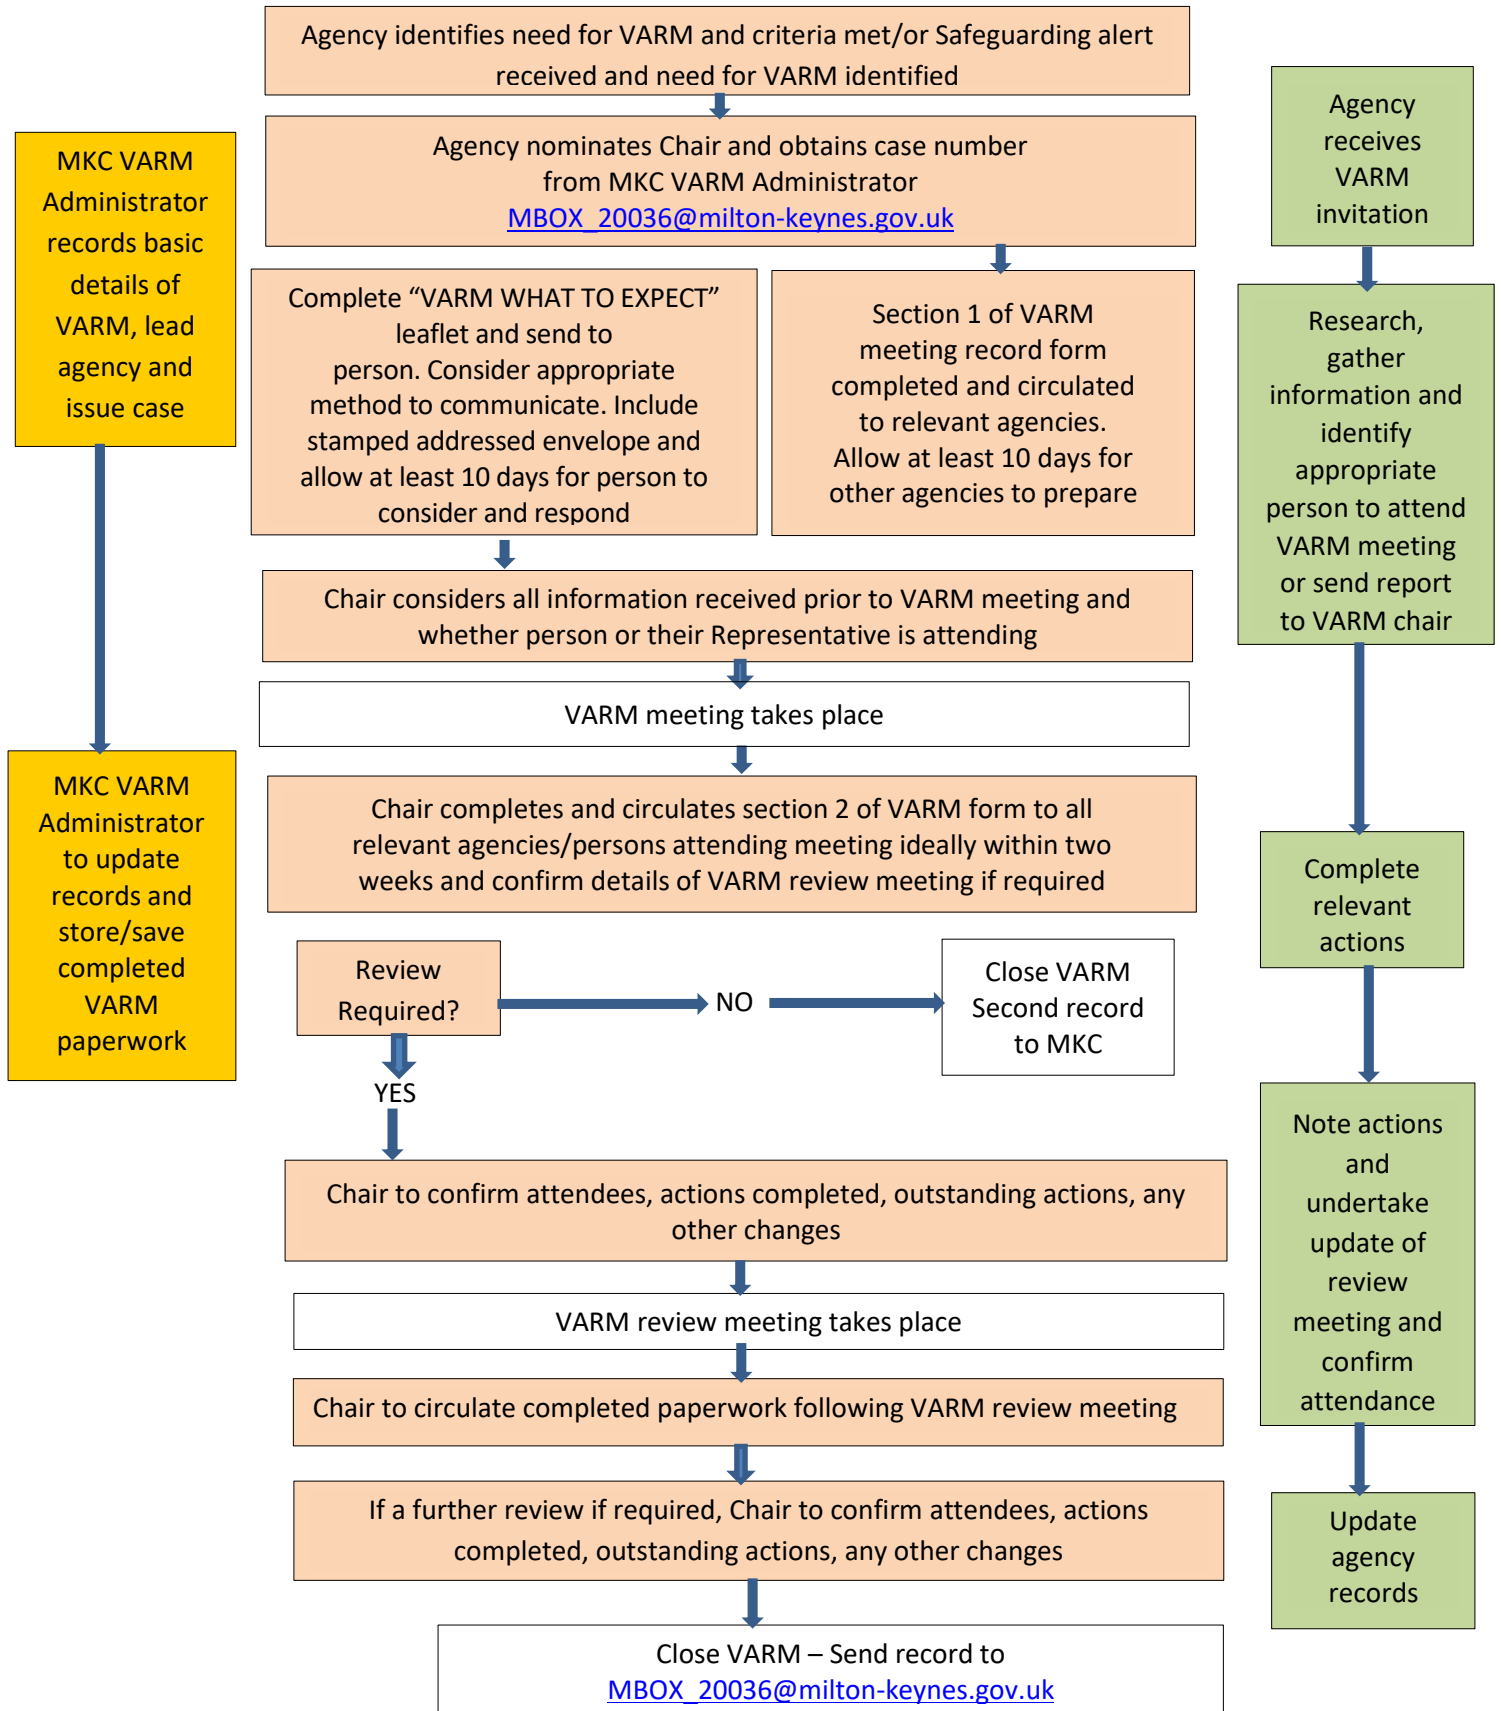 Agency identifies need for VARM and criteria met/or Safeguarding alert
received and need for VARM identified
Agency nominates Chair and obtains case number
from MKC VARM Administrator
MBOX_20036@milton-keynes.gov.uk
Complete “VARM WHAT TO EXPECT”
leaflet and send to
person. Consider appropriate
method to communicate. Include
stamped addressed envelope and
allow at least 10 days for person to
consider and respond
Section 1 of VARM
meeting record form
completed and circulated
to relevant agencies.
Allow at least 10 days for
other agencies to prepare
Chair considers all information received prior to VARM meeting and
whether person or their Representative is attending
VARM meeting takes place
Chair completes and circulates section 2 of VARM form to all
relevant agencies/persons attending meeting ideally within two
weeks and confirm details of VARM review meeting if required
Review
Required?
NO
Close VARM
Second record
to MKC
YES
Chair to confirm attendees, actions completed, outstanding actions, any
other changes
VARM review meeting takes place
Chair to circulate completed paperwork following VARM review meeting
If a further review if required, Chair to confirm attendees, actions
completed, outstanding actions, any other changes
Close VARM – Send record to
MBOX_20036@milton-keynes.gov.uk
MKC VARM
Administrator
records basic
details of
VARM, lead
agency and
issue case
MKC VARM
Administrator
to update
records and
store/save
completed
VARM
paperwork
Agency
receives
VARM
invitation
Research,
gather
information and
identify
appropriate
person to attend
VARM meeting
or send report
to VARM chair
Complete
relevant
actions
Note actions
and
undertake
update of
review
meeting and
confirm
attendance
Update
agency
records